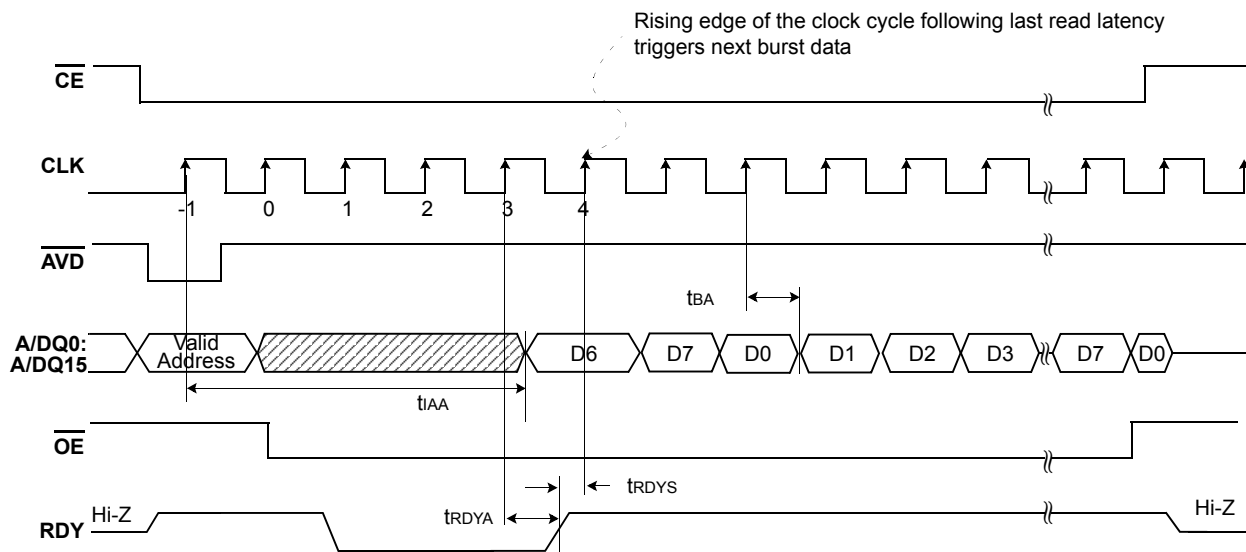 Rising edge of the clock cycle following last read latency
triggers next burst data
CE
CLK
-1 0 1 2 3 4
AVD
tBA
A/DQ0:
A/DQ15
Valid
Address
D6 D7 D0 D1 D2 D3 D7 D0
tIAA
OE
tRDYS
Hi-Z
tRDYA
Hi-Z
RDY